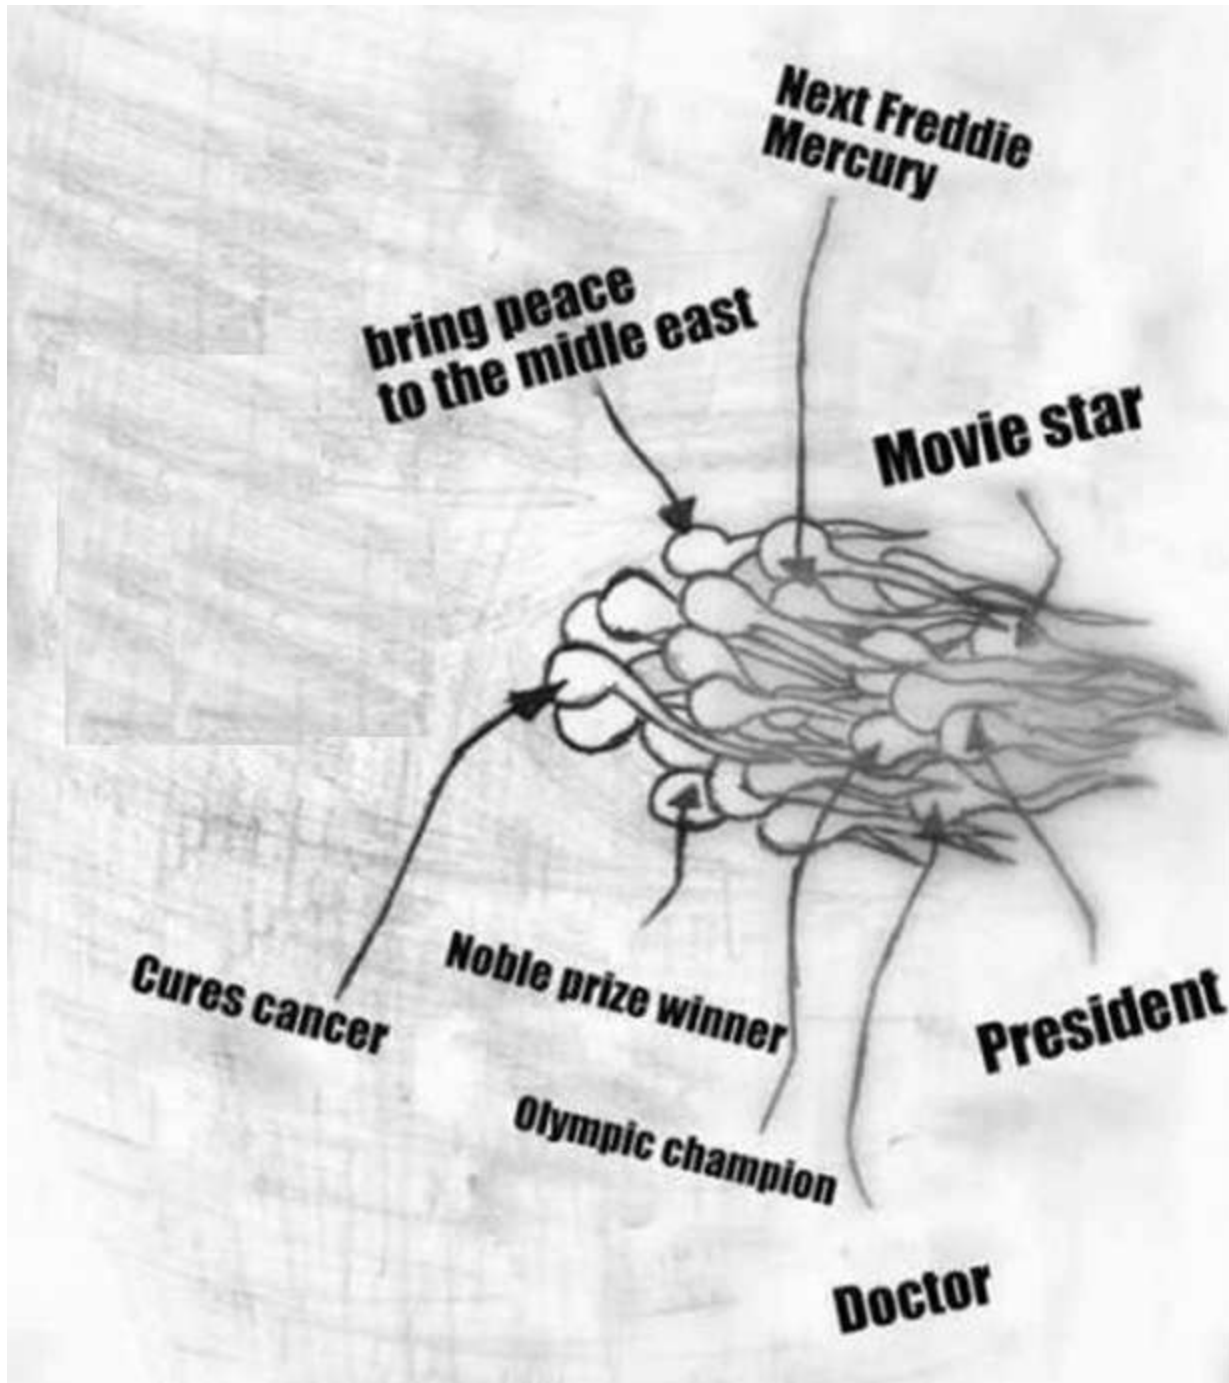 Next Freddie
Mercury
bring peace
to the midle east
Movie star
Cures cancer
Noble prize winner
President
Olympic champion
Doctor